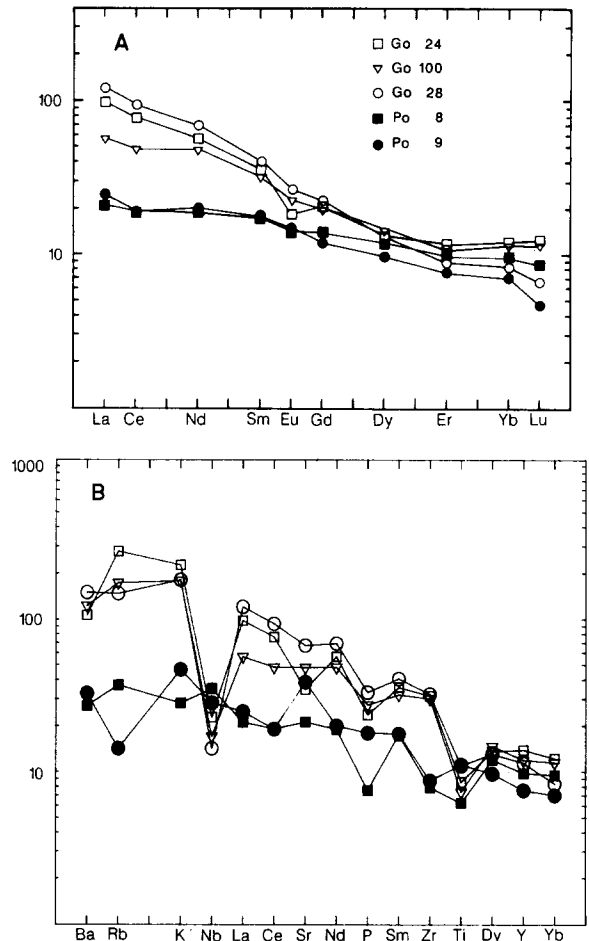 A
Go 24
Go 100
Go 28
Po 8
Po 9
100
10
La Ce Nd Sm Eu Gd Dy Er Yb Lu
1000
B
100
10
Ba Rb K Nb La Ce Sr Nd P Sm Zr Ti Dy Y Yb